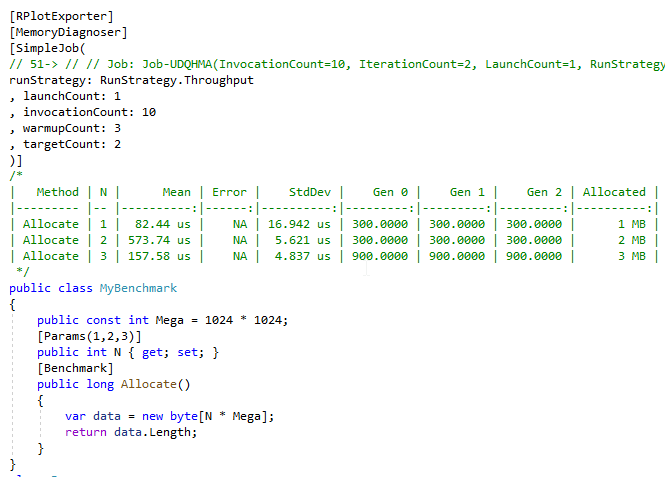 [RPlotExporter]
[MemoryDiagnoser]
[SimpleJob(
// 51-> // // Job: Job-UDQHMA(InvocationCount=10, IterationCount=2, LaunchCount=1, RunStrategy
runStrategy: RunStrategy.Throughput
, launchCount: 1
, invocationCount: 10
, warmupCount: 3
, targetCount: 2
)]
/*
|   Method | N |      Mean | Error |    StdDev |    Gen 0 |    Gen 1 |    Gen 2 | Allocated |
|--------- |-- |----------:|------:|----------:|---------:|---------:|---------:|----------:|
| Allocate | 1 |  82.44 us |    NA | 16.942 us | 300.0000 | 300.0000 | 300.0000 |      1 MB |
| Allocate | 2 | 573.74 us |    NA |  5.621 us | 300.0000 | 300.0000 | 300.0000 |      2 MB |
| Allocate | 3 | 157.58 us |    NA |  4.837 us | 900.0000 | 900.0000 | 900.0000 |      3 MB |
*/
public class MyBenchmark
{
    public const int Mega = 1024 * 1024;
    [Params(1,2,3)]
    public int N { get; set; }
    [Benchmark]
    public long Allocate()
    {
        var data = new byte[N * Mega];
        return data.Length;
    }
}